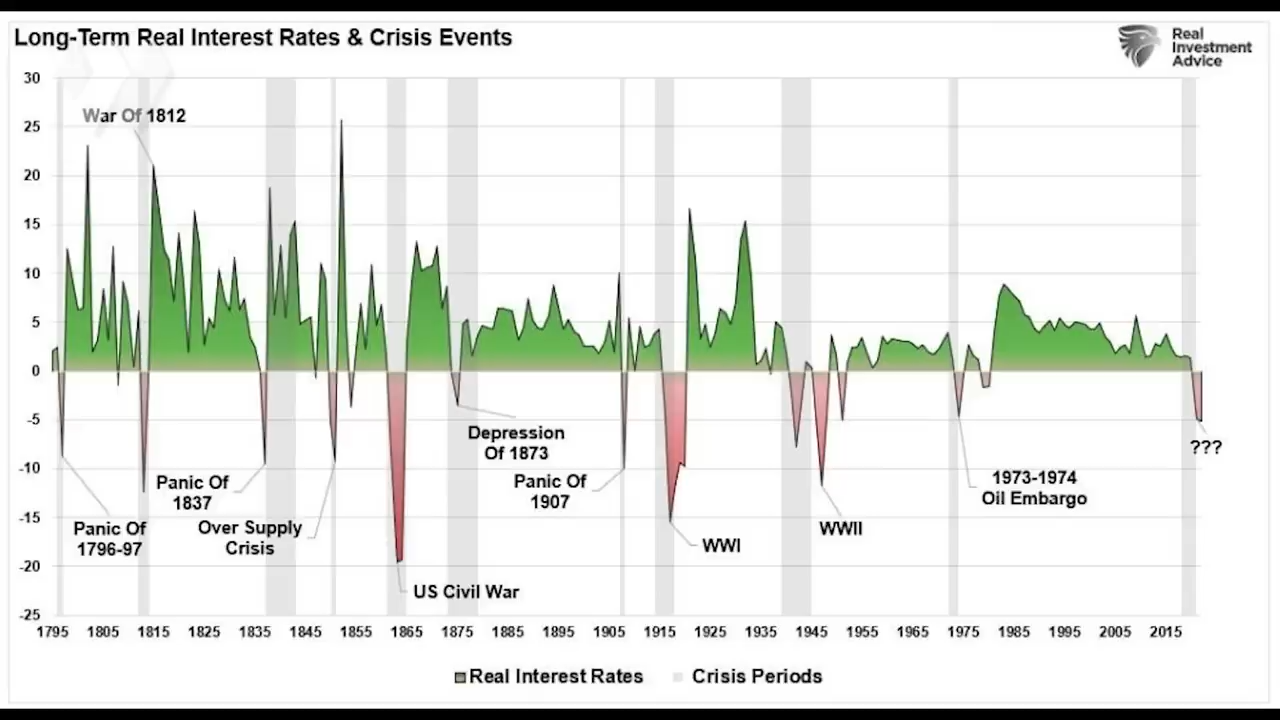 Long-Term Real Interest Rates & Crisis Events
Real
Investment
Advice
30
25
20
15
10
5
0
-5
-10
-15
-20
-25
War Of 1812
Panic Of
1796-97
Panic Of
1837
Over Supply
Crisis
US Civil War
Depression
Of 1873
Panic Of
1907
WWI
WWII
1973-1974
Oil Embargo
???
1795 1805 1815 1825 1835 1845 1855 1865 1875 1885 1895 1905 1915 1925 1935 1945 1955 1965 1975 1985 1995 2005 2015
Real Interest Rates Crisis Periods